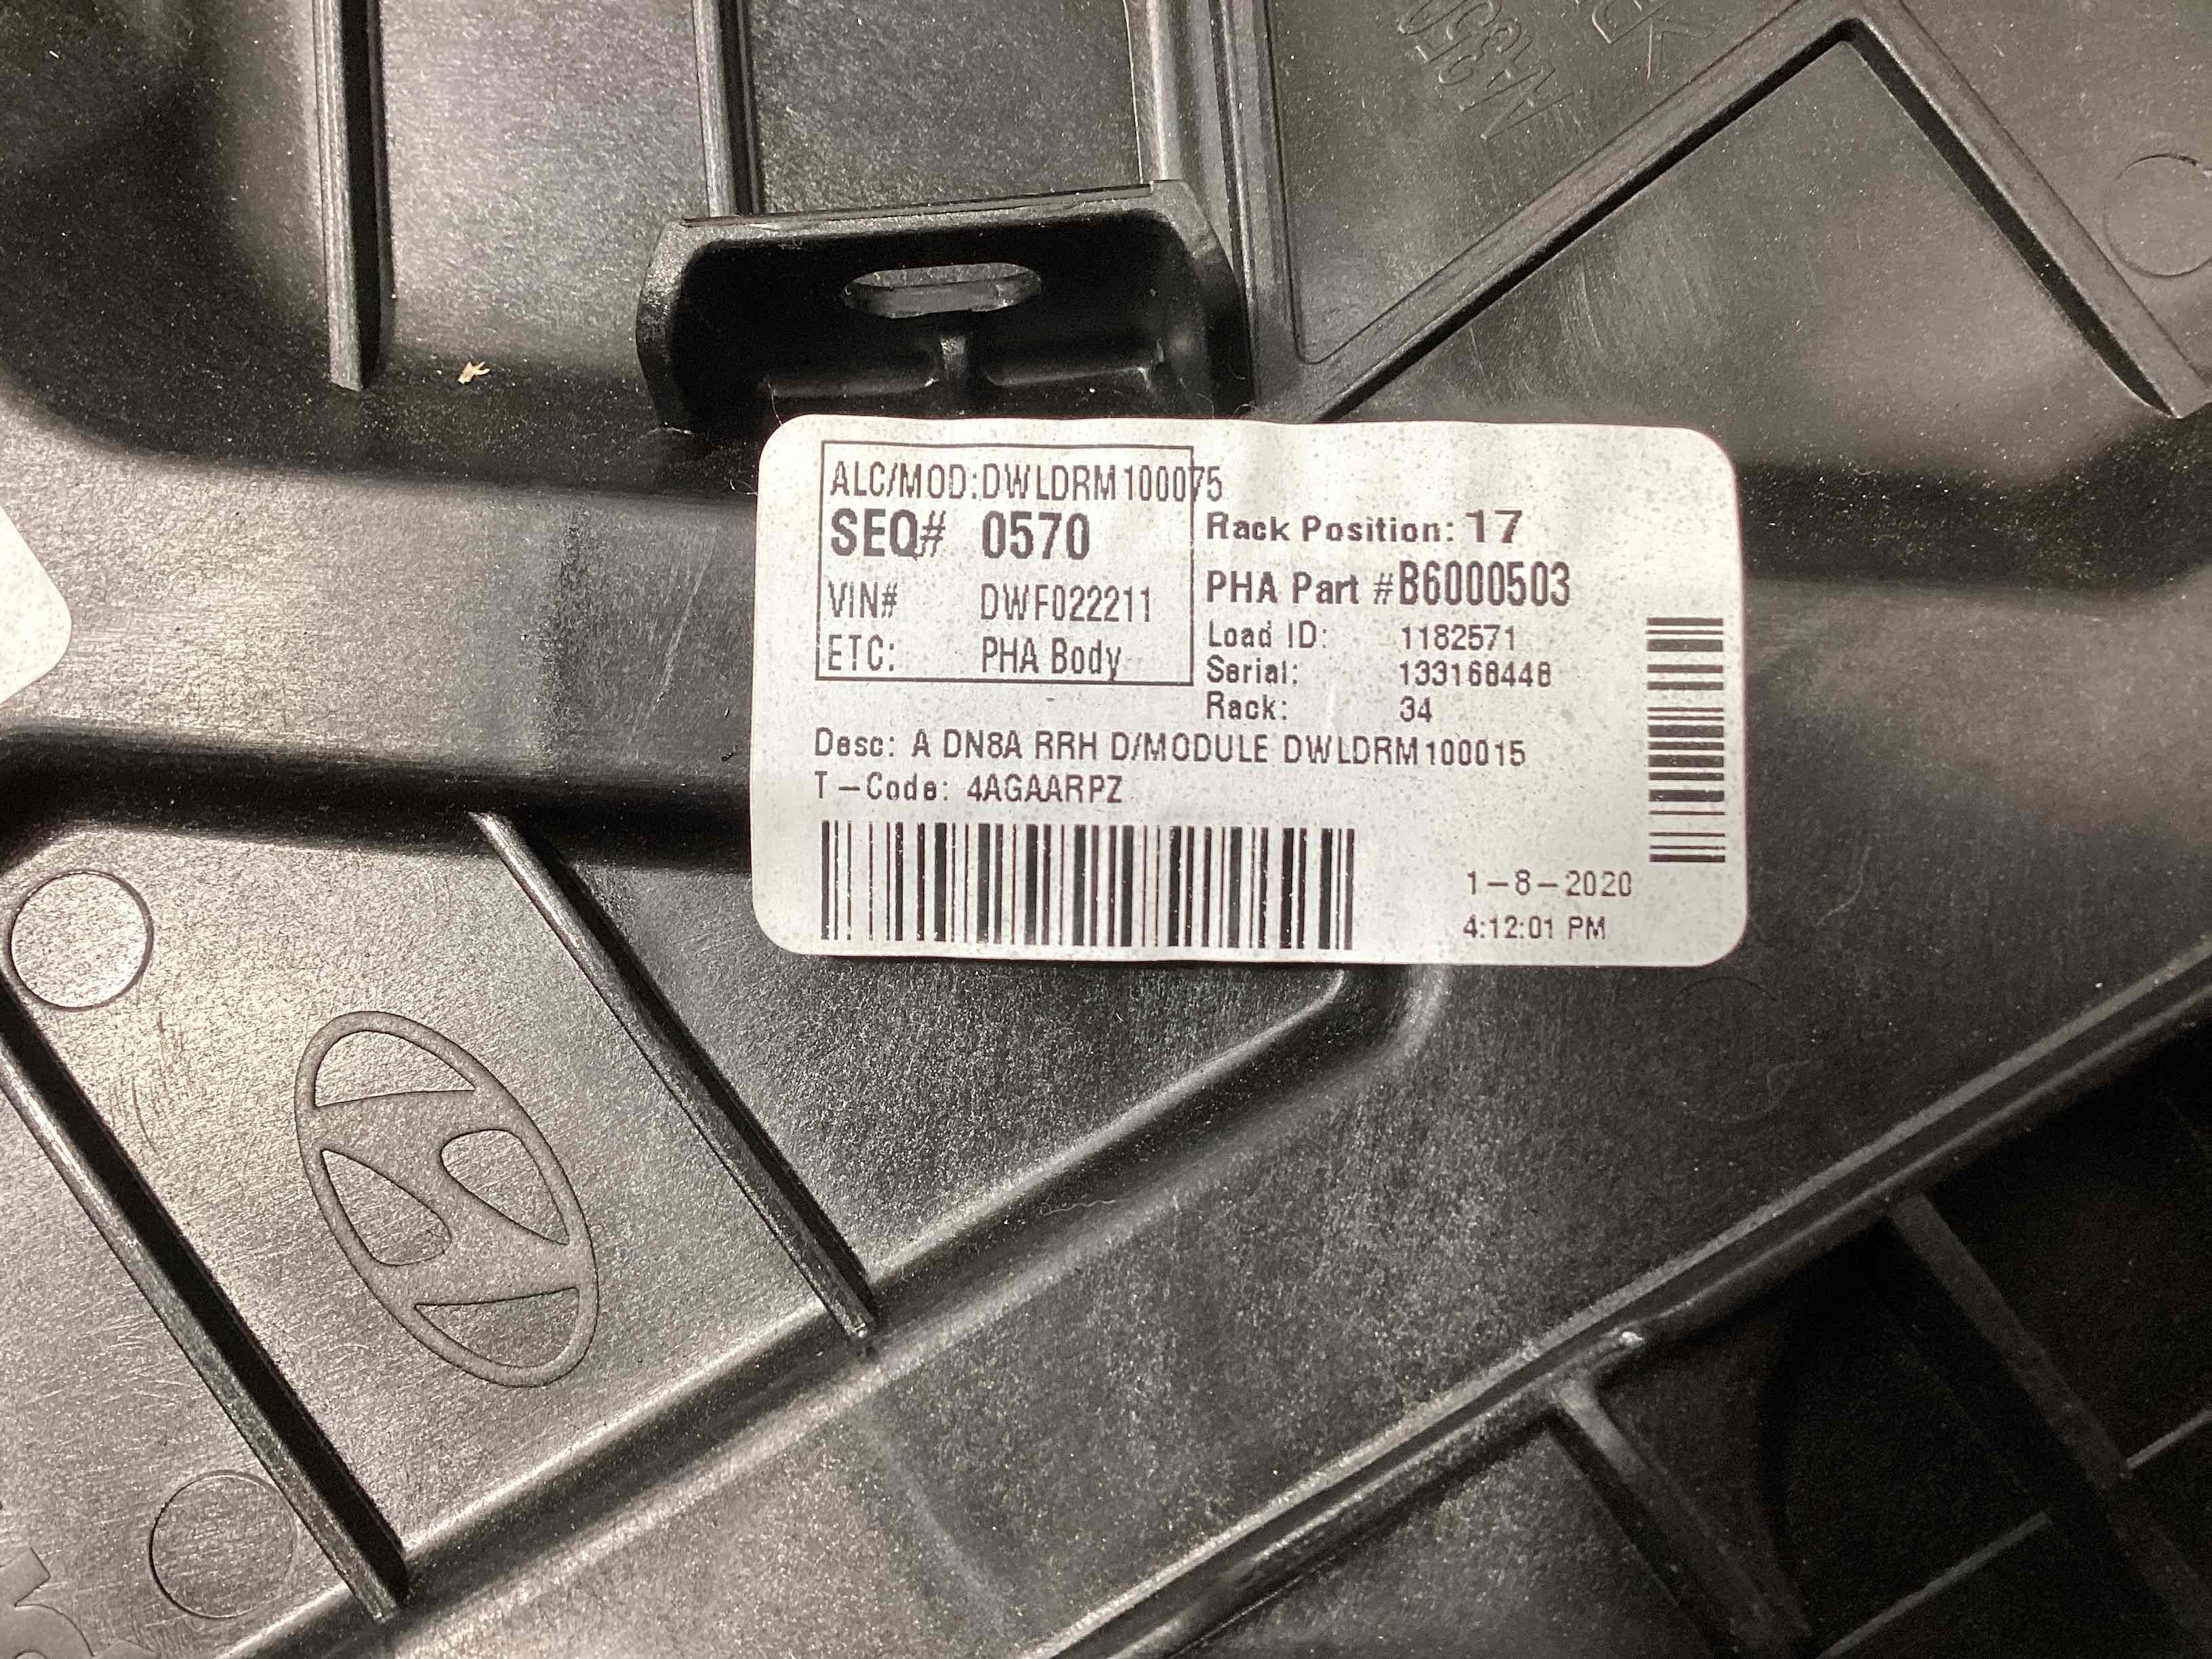 ALC/MOD:DWLDRM100075
SEQ# 0570
VIN# DWF022211
ETC: PHA Body
Rack Position: 17
PHA Part #B6000503
Load ID: 1182571
Serial: 133168448
Rack: 34
Desc: A DN8A RRH D/MODULE DWLDRM100015
T-Code: 4AGAARPZ
1-8-2020
4:12:01 PM